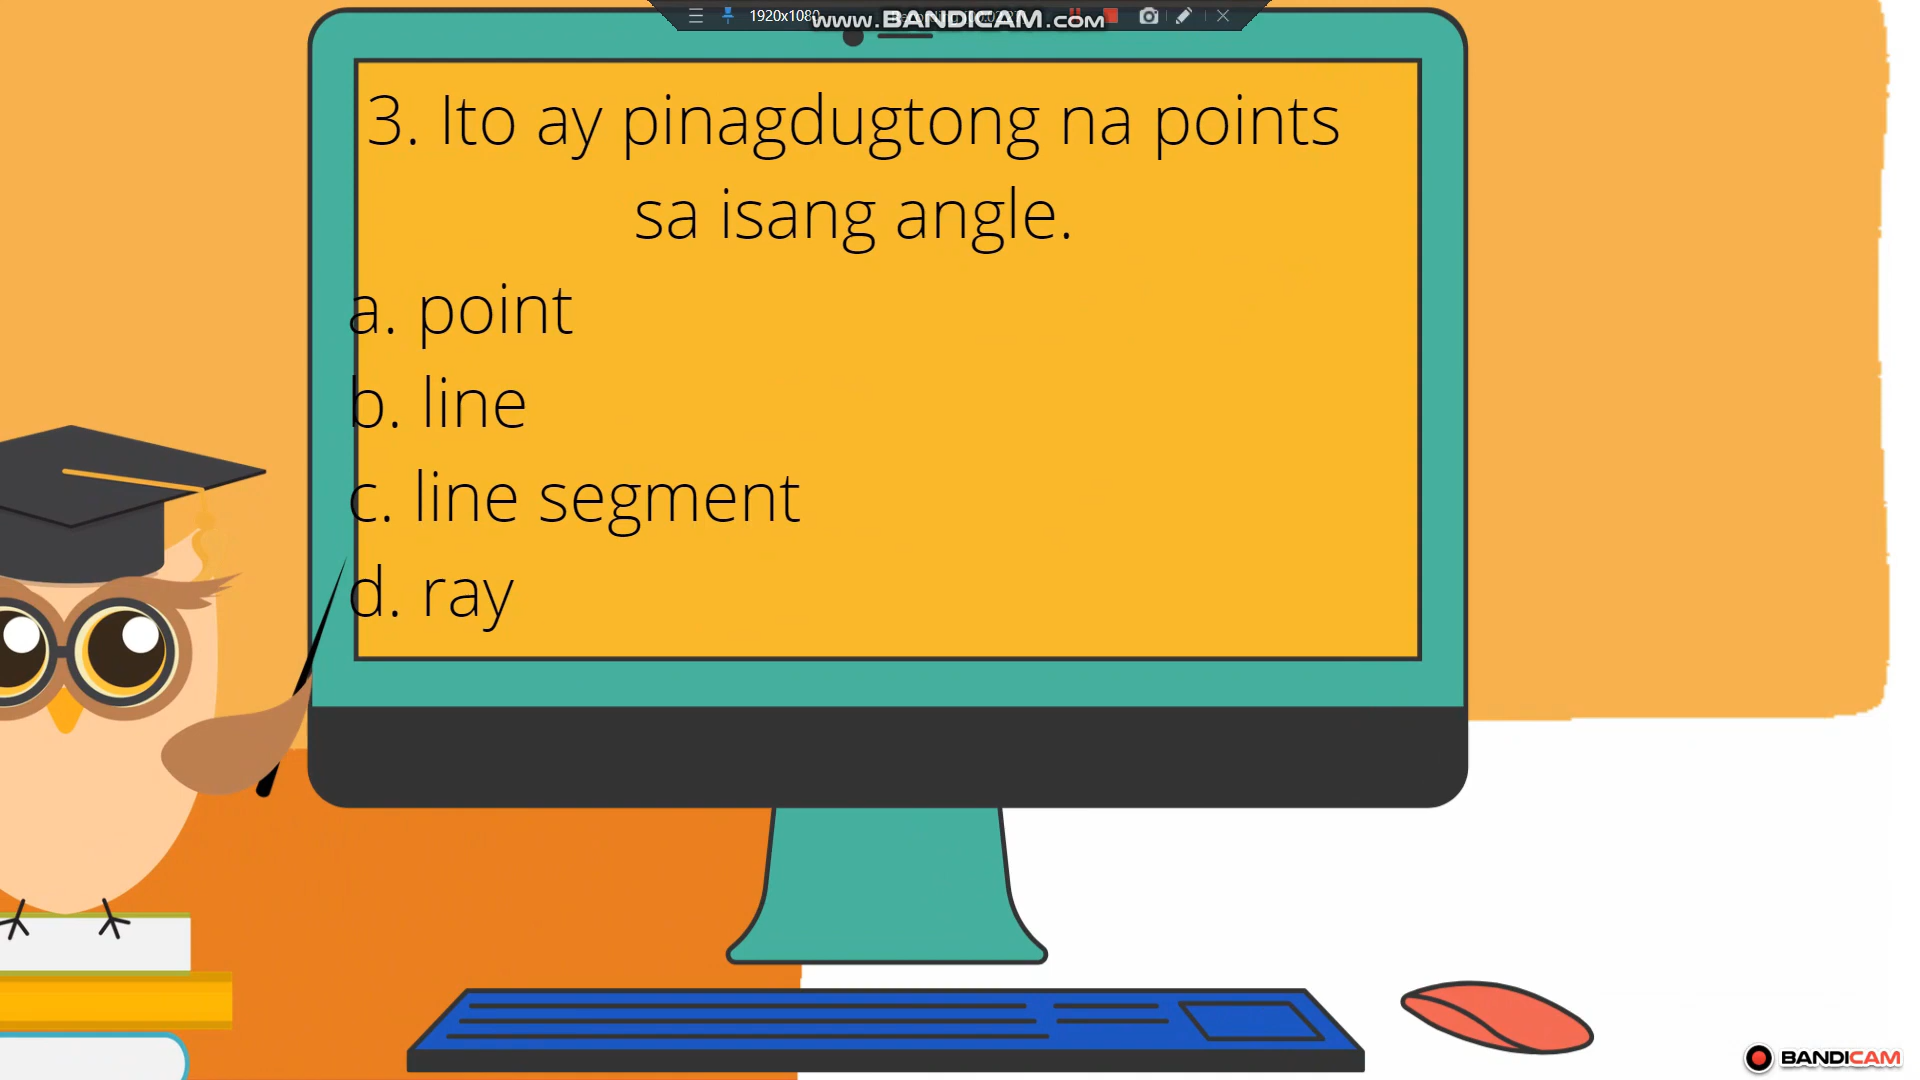 1920x1080
www.BANDICAM.com
3. Ito ay pinagdugtong na points
sa isang angle.
a. point
b. line
c. line segment
d. ray
BANDICAM